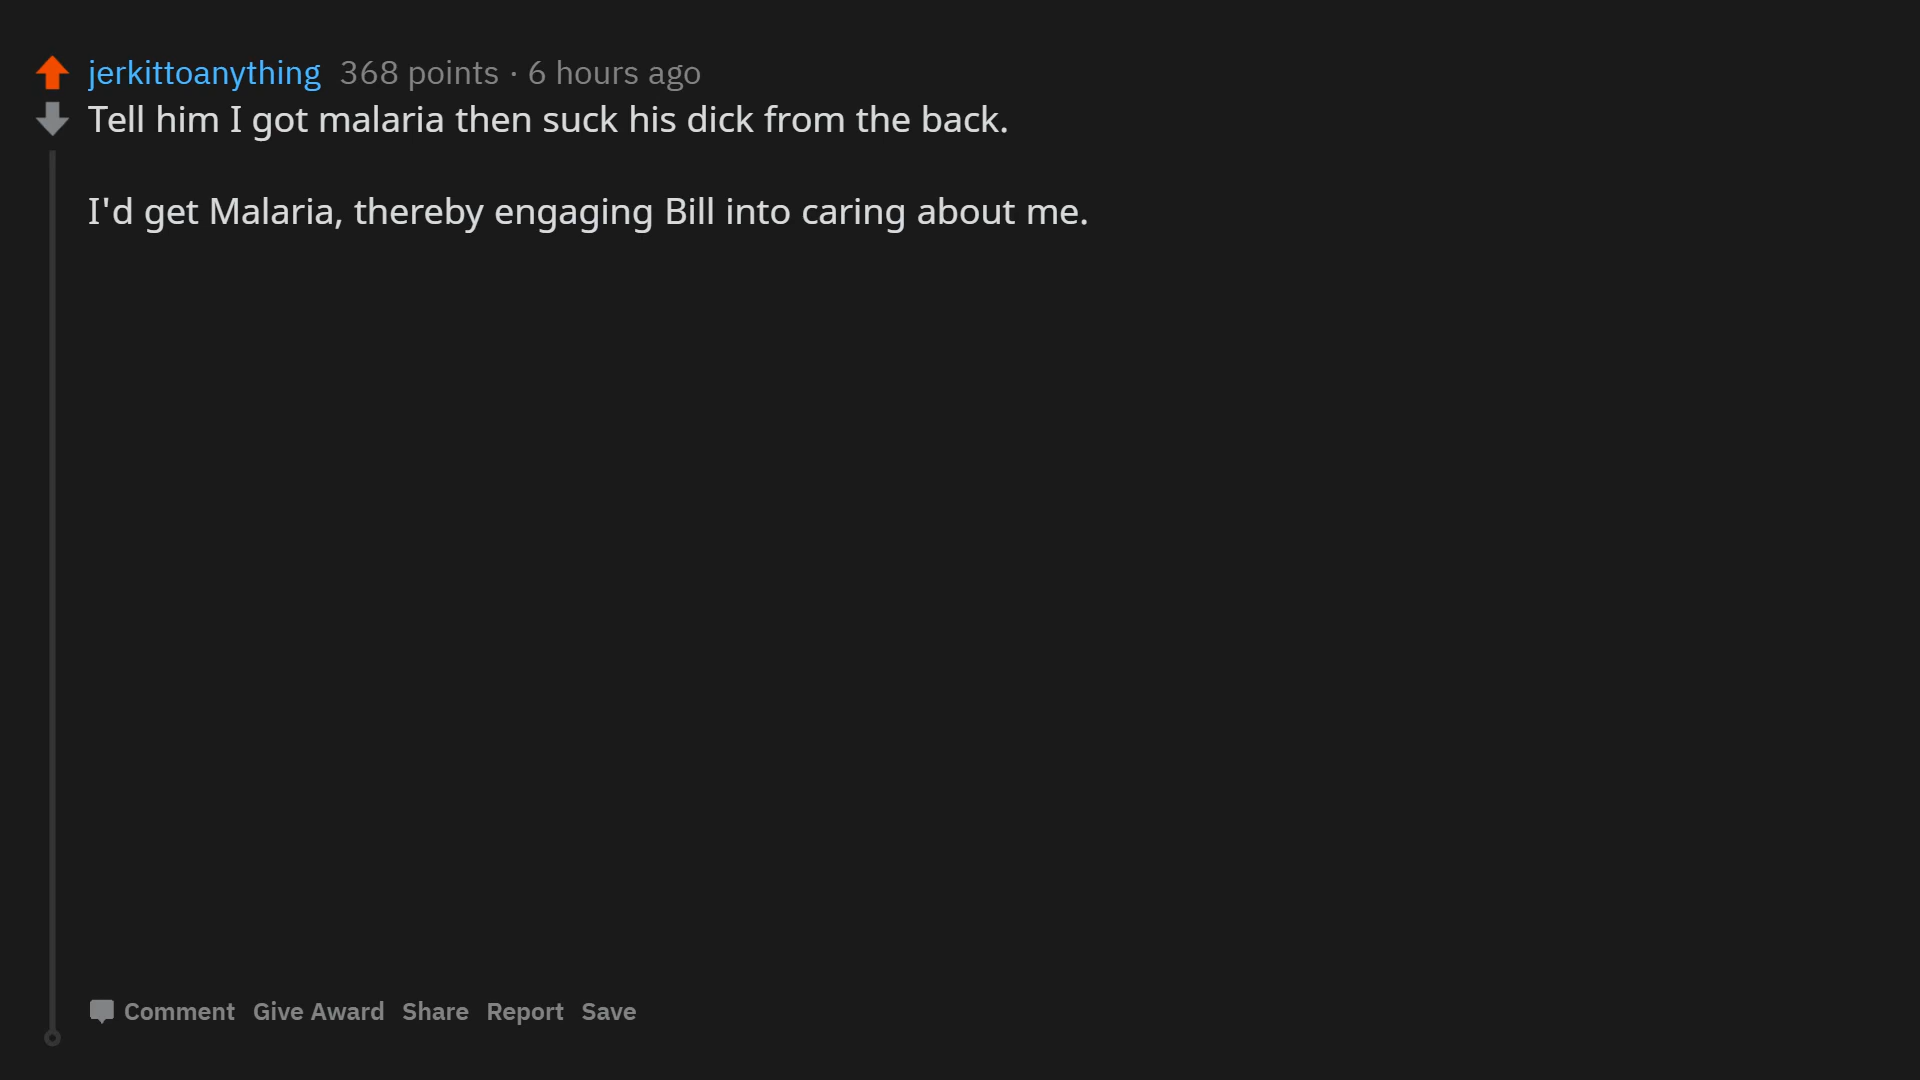 jerkittoanything 368 points · 6 hours ago
Tell him I got malaria then suck his dick from the back.
I'd get Malaria, thereby engaging Bill into caring about me.
Comment Give Award Share Report Save